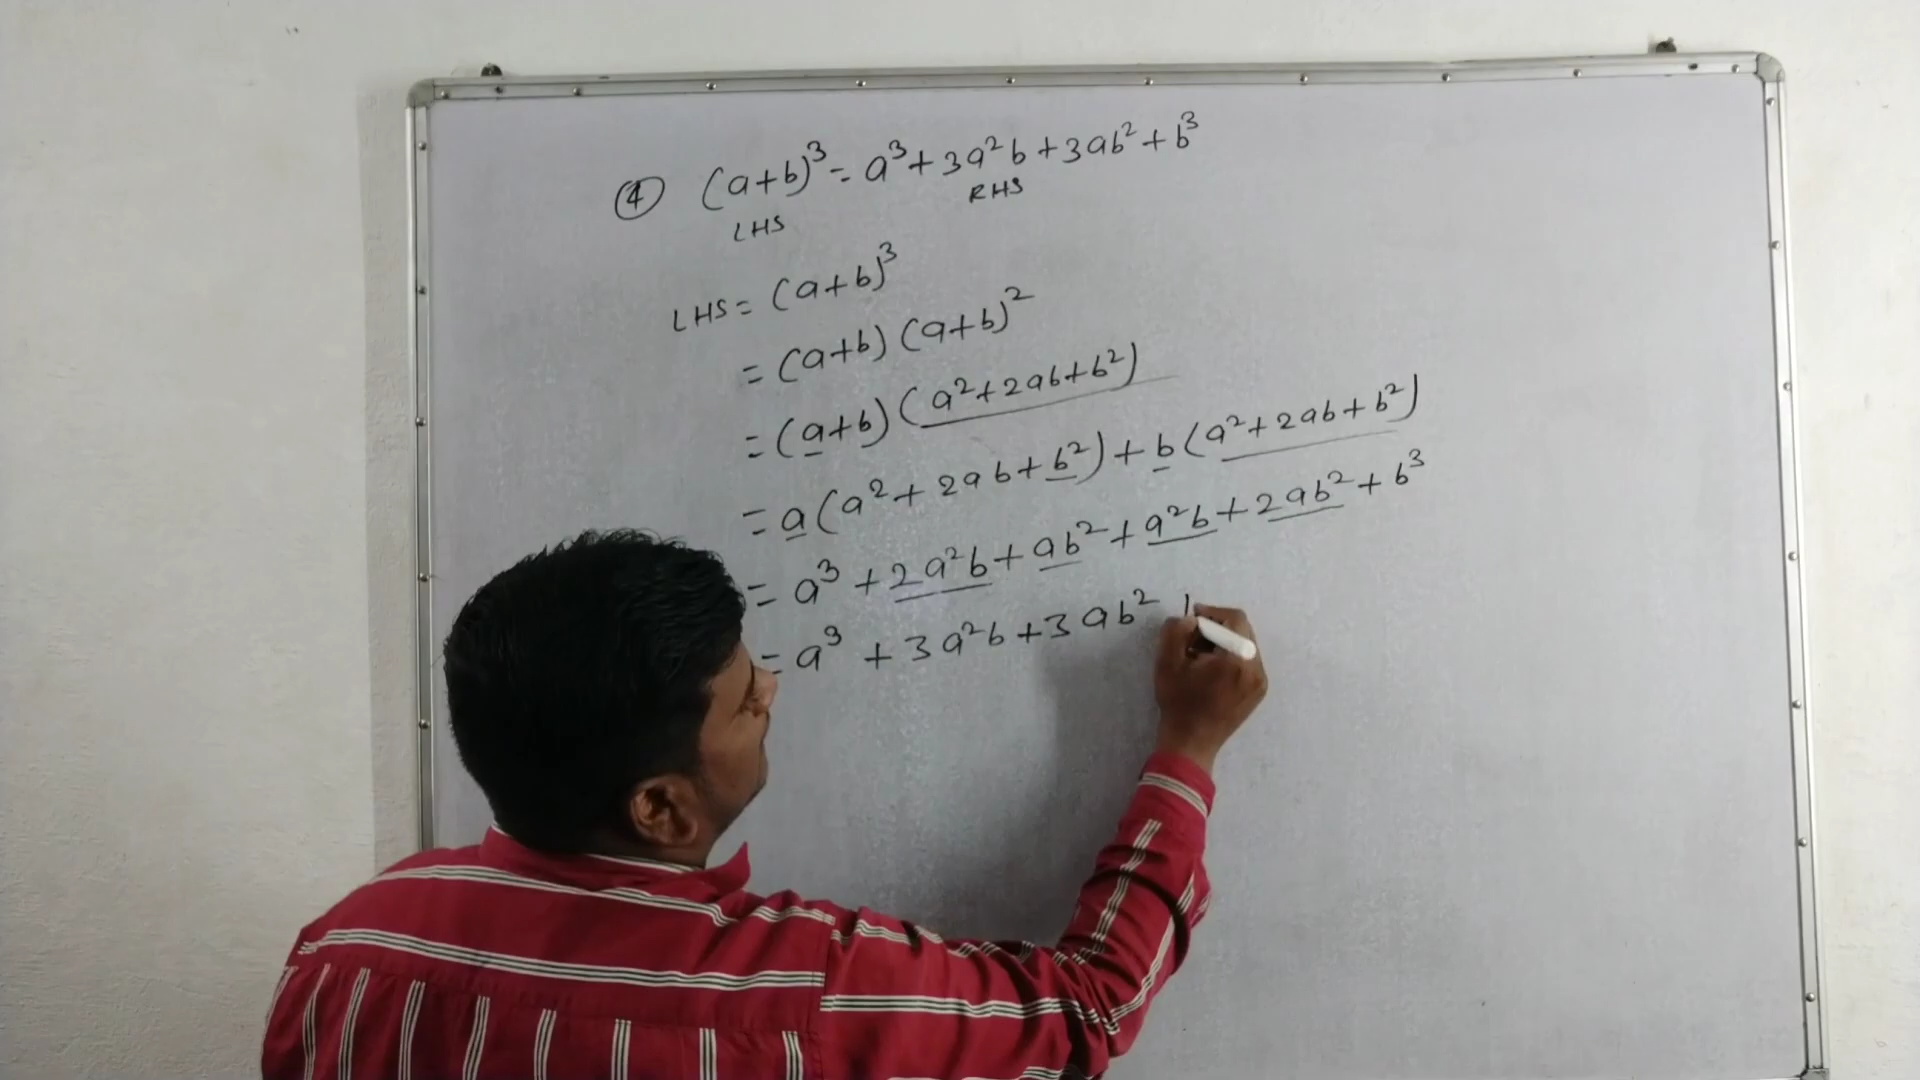 ④ (a+b)³ = a³+3a²b+3ab²+b³
LHS RHS
LHS = (a+b)³
= (a+b) (a+b)²
= (a+b) (a²+2ab+b²)
= a(a²+2ab+b²)+b(a²+2ab+b²)
= a³+2a²b+ab²+a²b+2ab²+b³
= a³+3a²b+3ab²